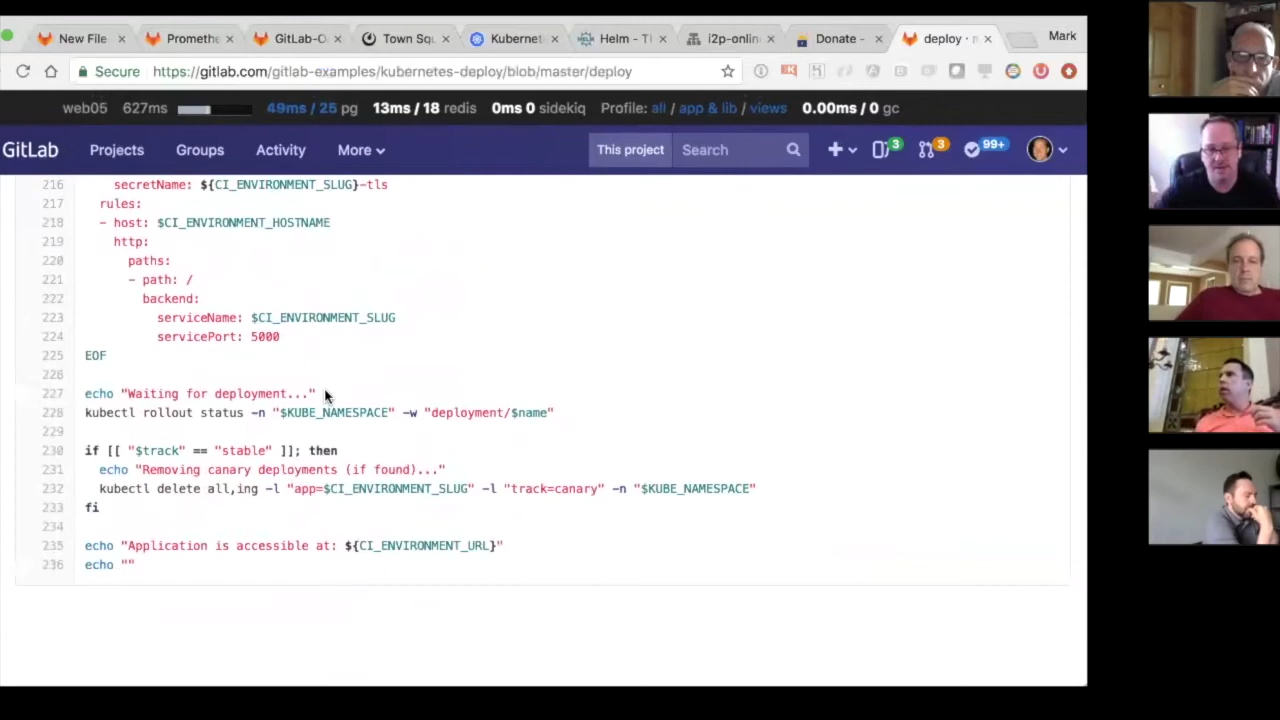 New File
Promethe
GitLab-O
Town Squ
Kubernet
Helm - T
i2p-onlin
Donate -
deploy ·
Mark
Secure https://gitlab.com/gitlab-examples/kubernetes-deploy/blob/master/deploy
web05 627ms 49ms / 25 pg 13ms / 18 redis 0ms 0 sidekiq Profile: all / app & lib / views 0.00ms / 0 gc
GitLab Projects Groups Activity More This project Search 3 3 99+
216 secretName: ${CI_ENVIRONMENT_SLUG}-tls
217 rules:
218 - host: $CI_ENVIRONMENT_HOSTNAME
219 http:
220 paths:
221 - path: /
222 backend:
223 serviceName: $CI_ENVIRONMENT_SLUG
224 servicePort: 5000
225 EOF
226
227 echo "Waiting for deployment..."
228 kubectl rollout status -n "$KUBE_NAMESPACE" -w "deployment/$name"
229
230 if [[ "$track" == "stable" ]]; then
231 echo "Removing canary deployments (if found)..."
232 kubectl delete all,ing -l "app=$CI_ENVIRONMENT_SLUG" -l "track=canary" -n "$KUBE_NAMESPACE"
233 fi
234
235 echo "Application is accessible at: ${CI_ENVIRONMENT_URL}"
236 echo ""